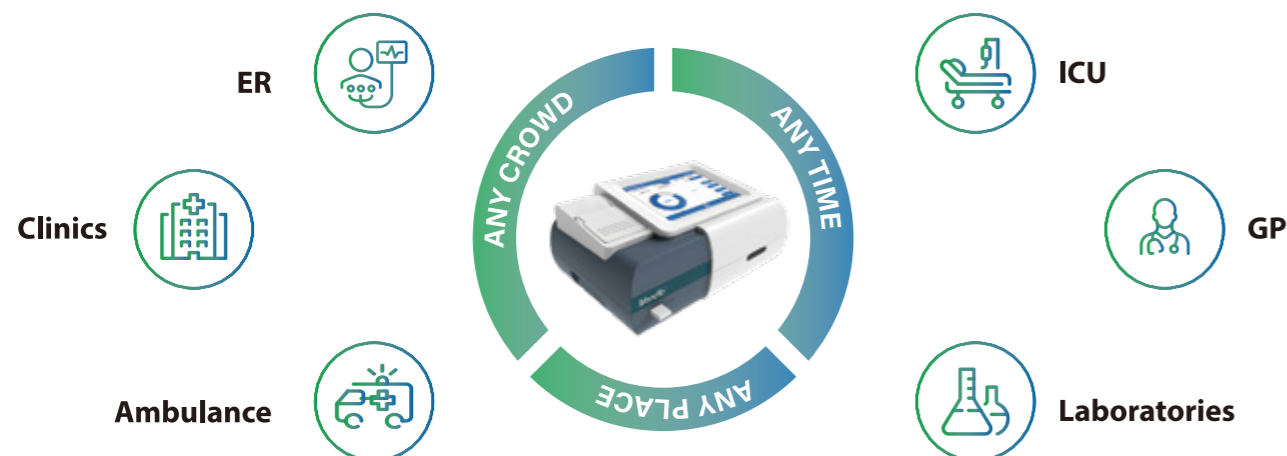 ER
ICU
ANY CROWD
ANY TIME
Clinics
GP
ANY PLACE
Ambulance
Laboratories